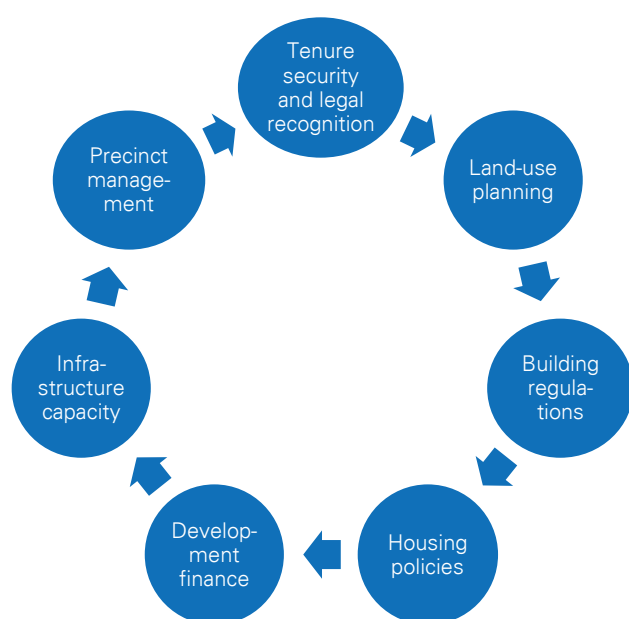 Tenure
security
and legal
recognition
Land-use
planning
Building
regula-
tions
Housing
policies
Develop-
ment
finance
Infra-
structure
capacity
Precinct
manage-
ment